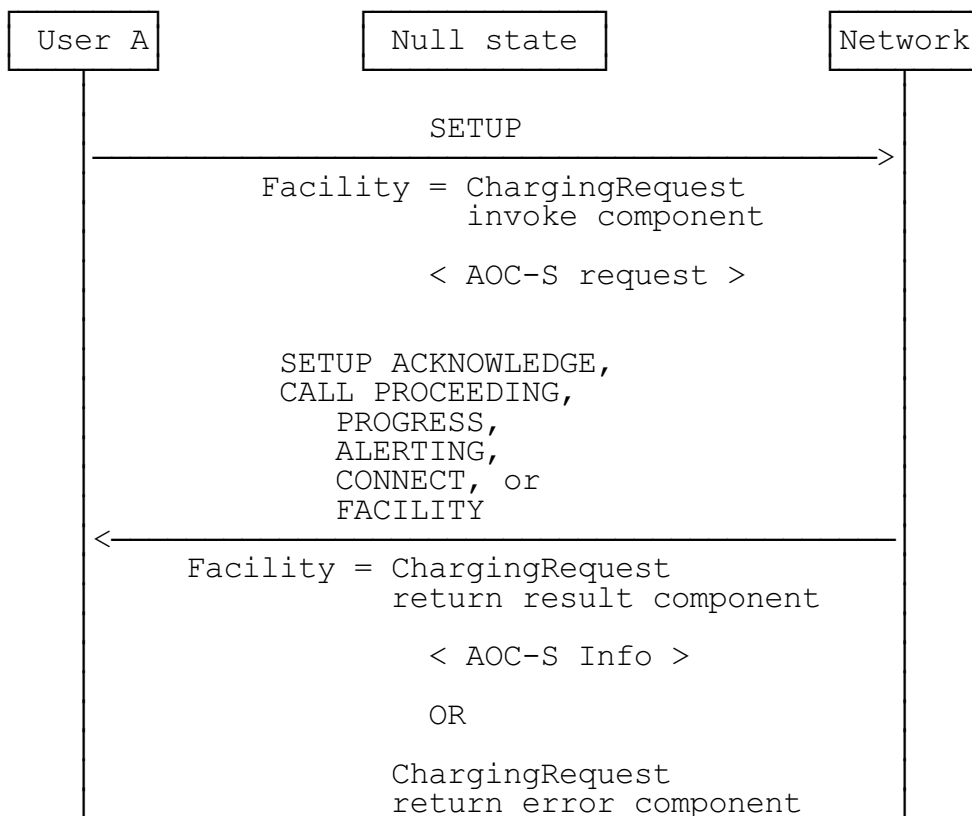 User A Null state Network
SETUP
Facility = ChargingRequest
invoke component
< AOC-S request >
SETUP ACKNOWLEDGE,
CALL PROCEEDING,
PROGRESS,
ALERTING,
CONNECT, or
FACILITY
Facility = ChargingRequest
return result component
< AOC-S Info >
OR
ChargingRequest
return error component